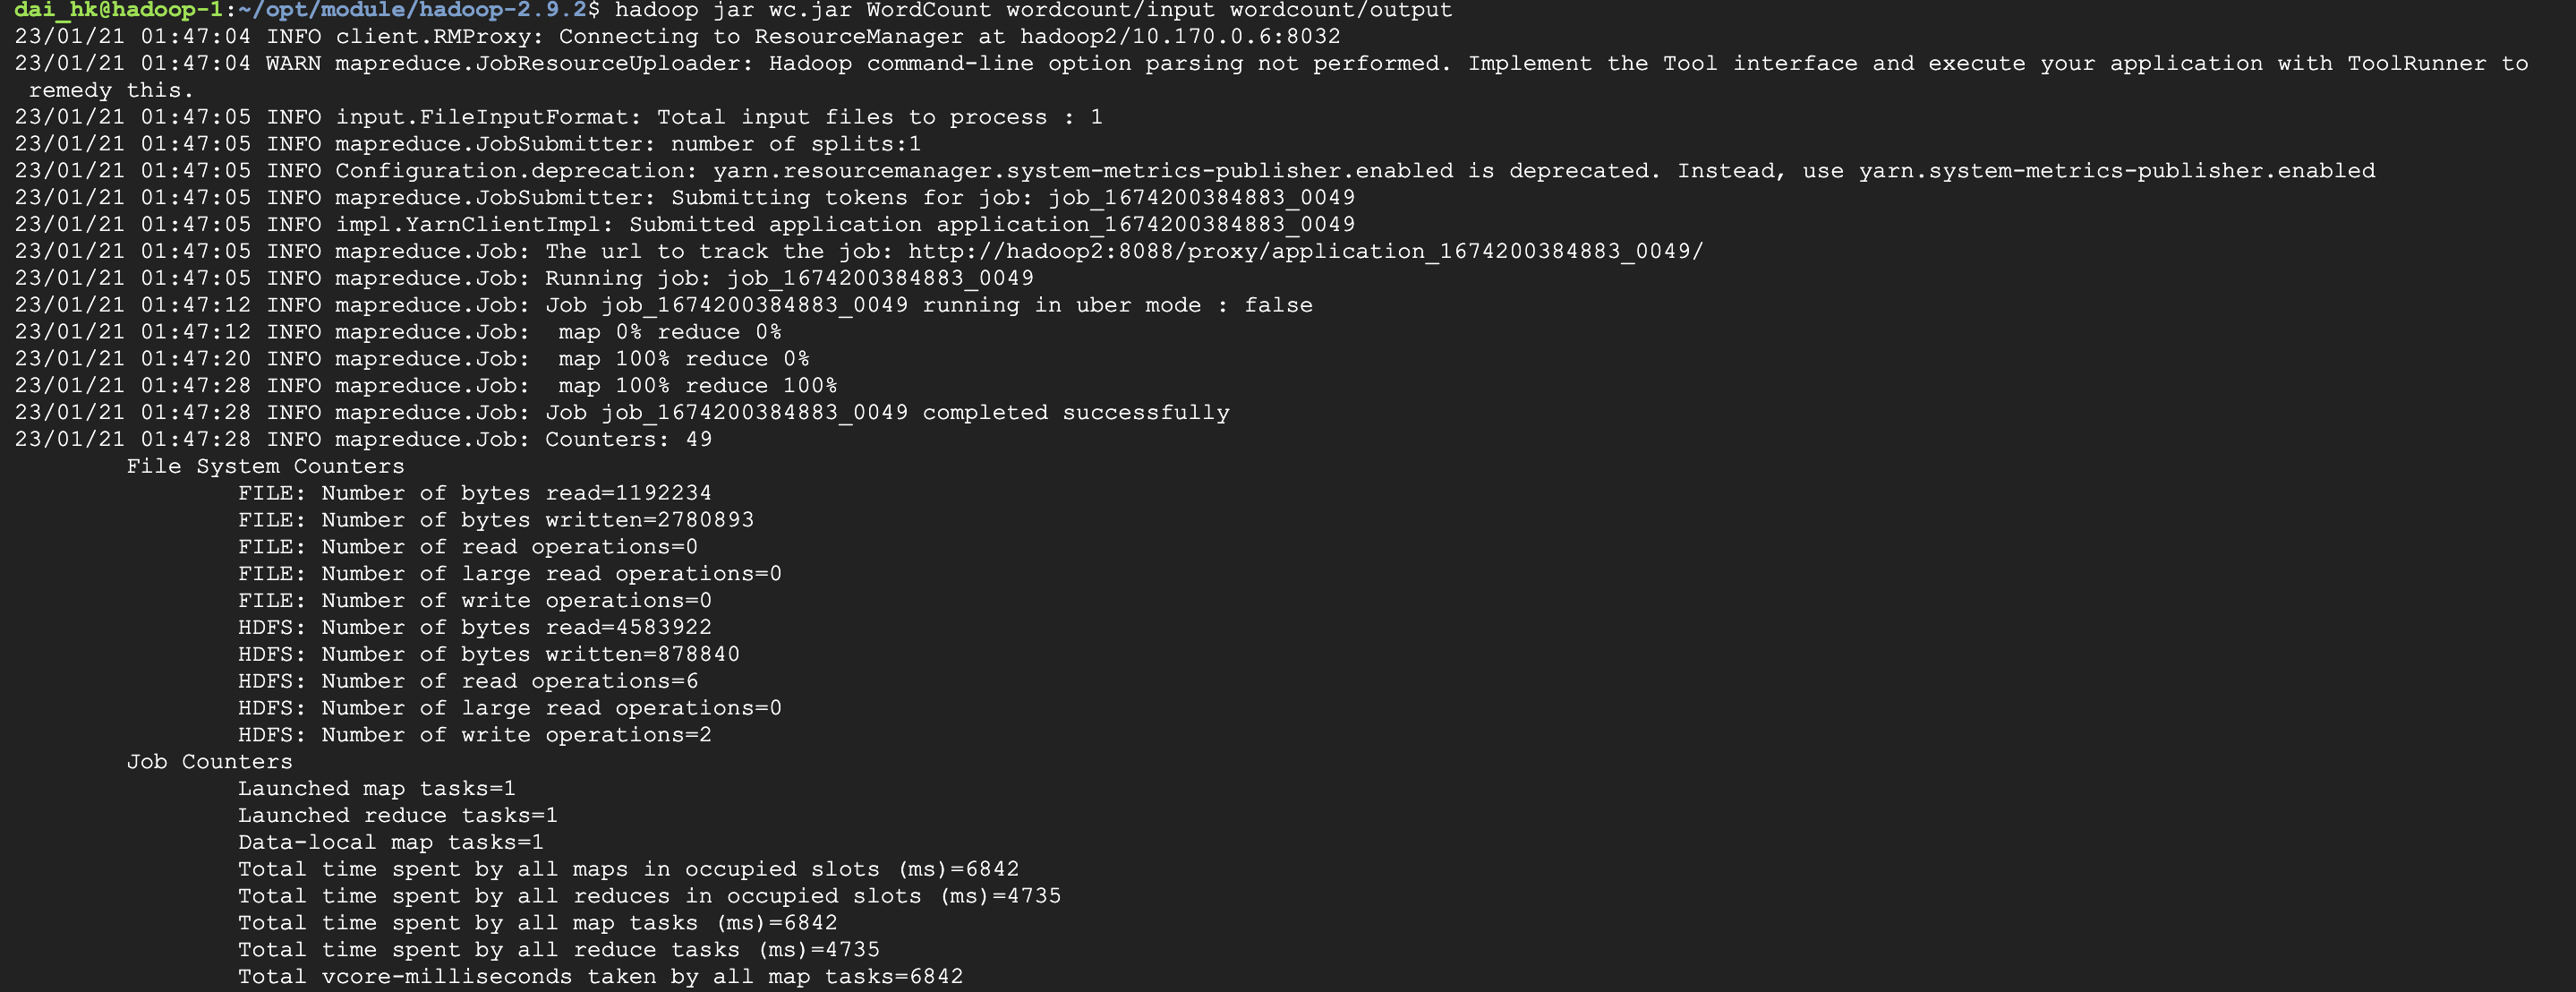 dai_hk@hadoop-1:~/opt/module/hadoop-2.9.2$ hadoop jar wc.jar WordCount wordcount/input wordcount/output
23/01/21 01:47:04 INFO client.RMProxy: Connecting to ResourceManager at hadoop2/10.170.0.6:8032
23/01/21 01:47:04 WARN mapreduce.JobResourceUploader: Hadoop command-line option parsing not performed. Implement the Tool interface and execute your application with ToolRunner to
 remedy this.
23/01/21 01:47:05 INFO input.FileInputFormat: Total input files to process : 1
23/01/21 01:47:05 INFO mapreduce.JobSubmitter: number of splits:1
23/01/21 01:47:05 INFO Configuration.deprecation: yarn.resourcemanager.system-metrics-publisher.enabled is deprecated. Instead, use yarn.system-metrics-publisher.enabled
23/01/21 01:47:05 INFO mapreduce.JobSubmitter: Submitting tokens for job: job_1674200384883_0049
23/01/21 01:47:05 INFO impl.YarnClientImpl: Submitted application application_1674200384883_0049
23/01/21 01:47:05 INFO mapreduce.Job: The url to track the job: http://hadoop2:8088/proxy/application_1674200384883_0049/
23/01/21 01:47:05 INFO mapreduce.Job: Running job: job_1674200384883_0049
23/01/21 01:47:12 INFO mapreduce.Job: Job job_1674200384883_0049 running in uber mode : false
23/01/21 01:47:12 INFO mapreduce.Job:  map 0% reduce 0%
23/01/21 01:47:20 INFO mapreduce.Job:  map 100% reduce 0%
23/01/21 01:47:28 INFO mapreduce.Job:  map 100% reduce 100%
23/01/21 01:47:28 INFO mapreduce.Job: Job job_1674200384883_0049 completed successfully
23/01/21 01:47:28 INFO mapreduce.Job: Counters: 49
        File System Counters
                FILE: Number of bytes read=1192234
                FILE: Number of bytes written=2780893
                FILE: Number of read operations=0
                FILE: Number of large read operations=0
                FILE: Number of write operations=0
                HDFS: Number of bytes read=4583922
                HDFS: Number of bytes written=878840
                HDFS: Number of read operations=6
                HDFS: Number of large read operations=0
                HDFS: Number of write operations=2
        Job Counters
                Launched map tasks=1
                Launched reduce tasks=1
                Data-local map tasks=1
                Total time spent by all maps in occupied slots (ms)=6842
                Total time spent by all reduces in occupied slots (ms)=4735
                Total time spent by all map tasks (ms)=6842
                Total time spent by all reduce tasks (ms)=4735
                Total vcore-milliseconds taken by all map tasks=6842